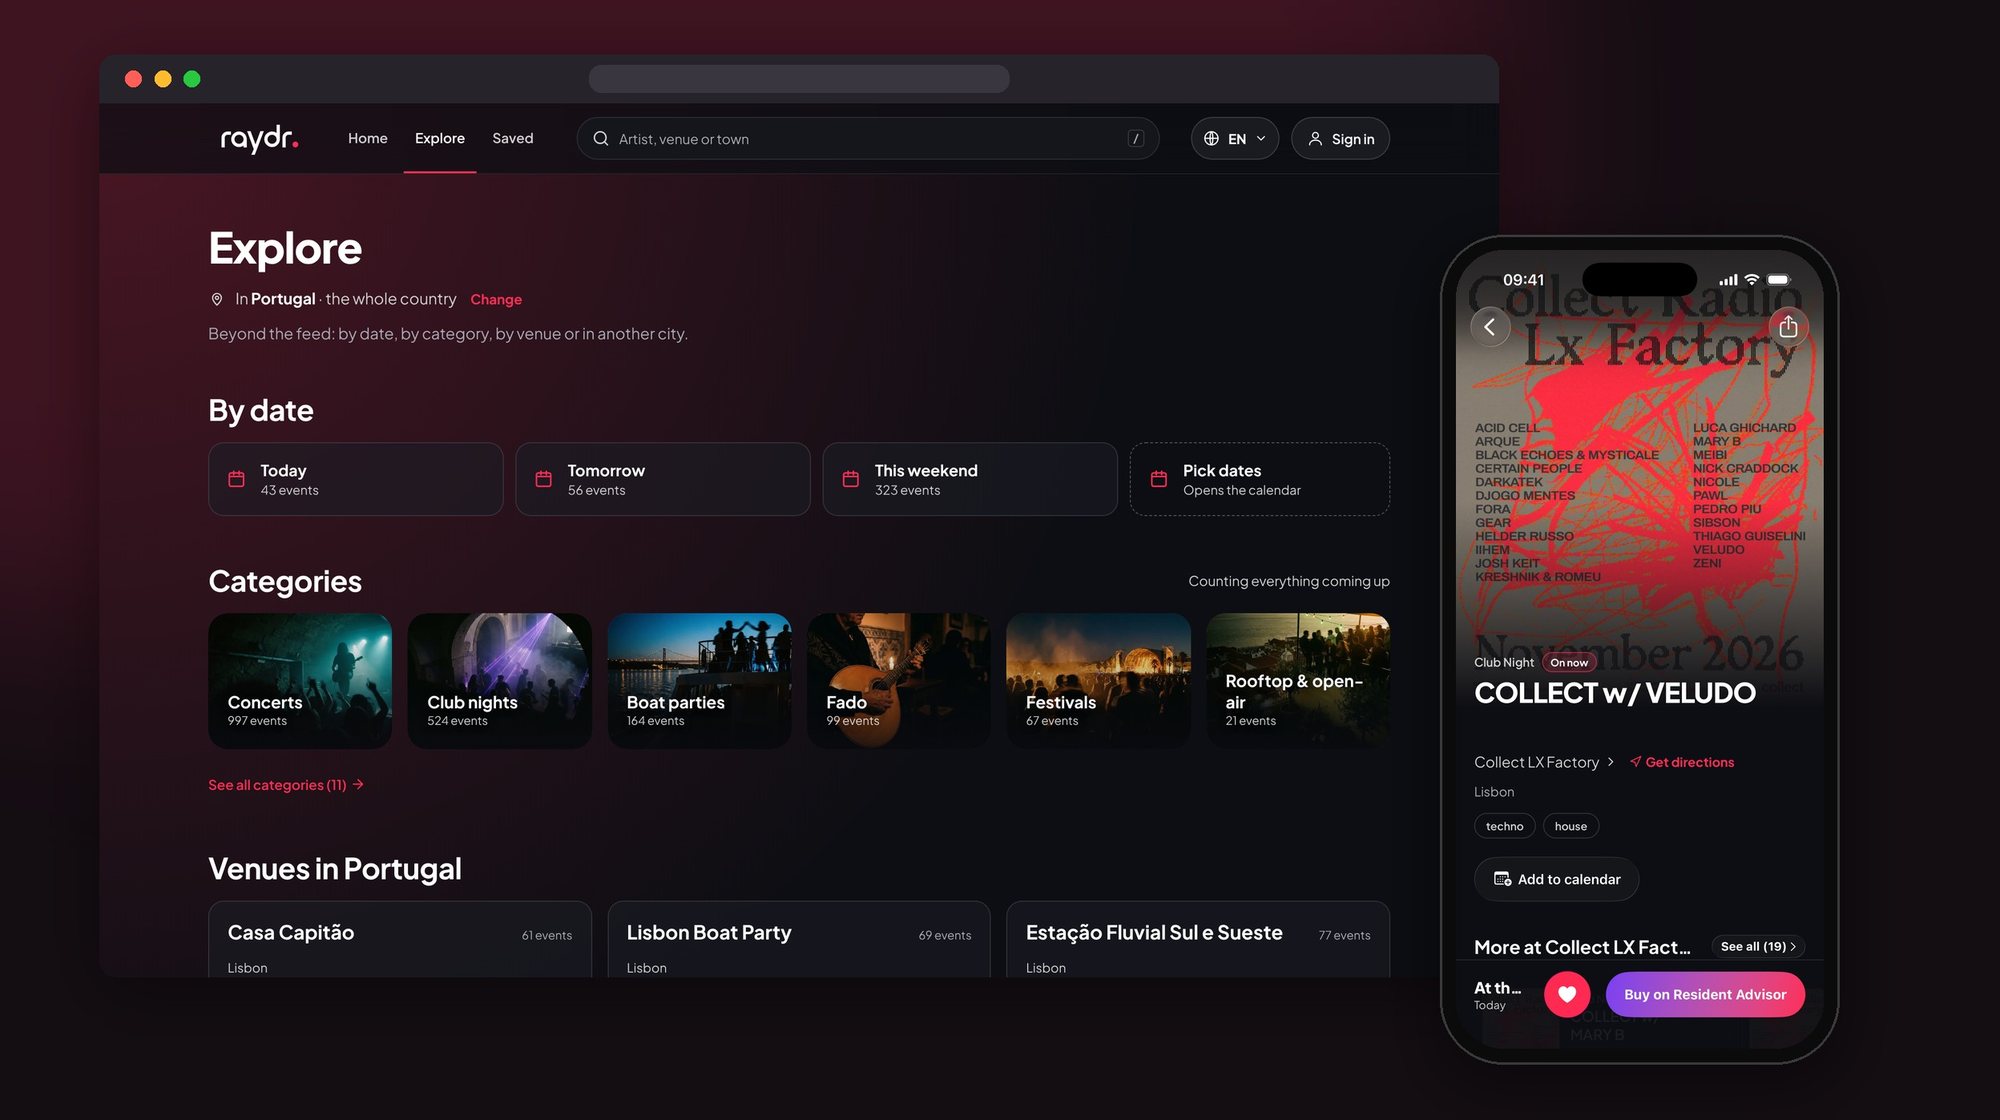 raydr.
Home
Explore
Saved
Artist, venue or town
/
EN
Sign in
Explore
In Portugal · the whole country
Change
Beyond the feed: by date, by category, by venue or in another city.
By date
Today
43 events
Tomorrow
56 events
This weekend
323 events
Pick dates
Opens the calendar
Categories
Counting everything coming up
Concerts
997 events
Club nights
524 events
Boat parties
164 events
Fado
99 events
Festivals
67 events
Rooftop & open-
air
21 events
See all categories (11) →
Venues in Portugal
Casa Capitão
61 events
Lisbon
Lisbon Boat Party
69 events
Lisbon
Estação Fluvial Sul e Sueste
77 events
Lisbon
09:41
Collect Radio
Lx Factory
ACID CELL
ARQUE
BLACK ECHOES & MYSTICALE
CERTAIN PEOPLE
DARKATEK
DJOGO MENTES
FORA
GEAR
HELDER RUSSO
IIHEM
JOSH KEIT
KRESHNIK & ROMEU
LUCA GHICHARD
MARY B
MEIBI
NICK CRADDOCK
NICOLE
PAWL
PEDRO PIU
SIBSON
THIAGO GUISELINI
VELUDO
ZENI
November 2026
collect
Club Night
On now
COLLECT w/ VELUDO
Collect LX Factory
Get directions
Lisbon
techno
house
Add to calendar
More at Collect LX Fact...
See all (19)
At th...
Today
Buy on Resident Advisor
COLLECT w/
MARY B